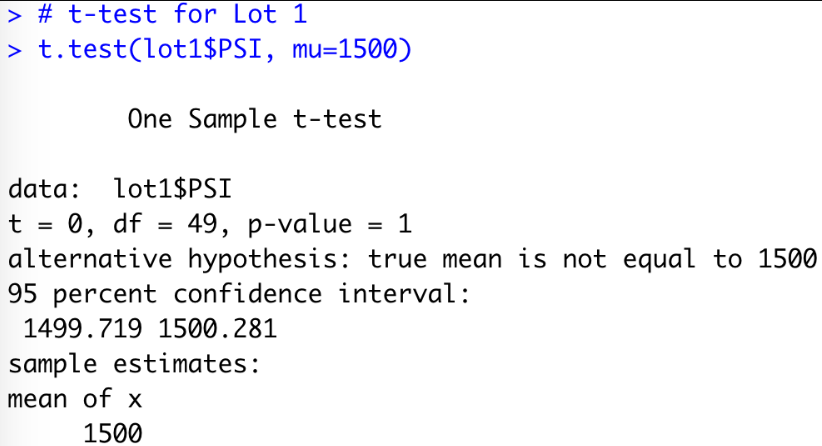 > # t-test for Lot 1
> t.test(lot1$PSI, mu=1500)
One Sample t-test
data:  lot1$PSI
t = 0, df = 49, p-value = 1
alternative hypothesis: true mean is not equal to 1500
95 percent confidence interval:
 1499.719 1500.281
sample estimates:
mean of x
1500